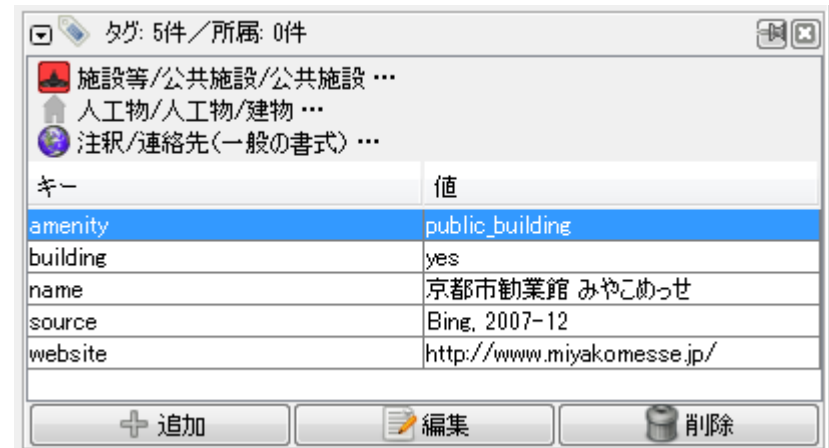 タグ: 5件／所属: 0件
施設等/公共施設/公共施設 …
人工物/人工物/建物 …
注釈/連絡先(一般の書式) …
キー 値
amenity public_building
building yes
name 京都市勧業館 みやこめっせ
source Bing, 2007-12
website http://www.miyakomesse.jp/
追加 編集 削除